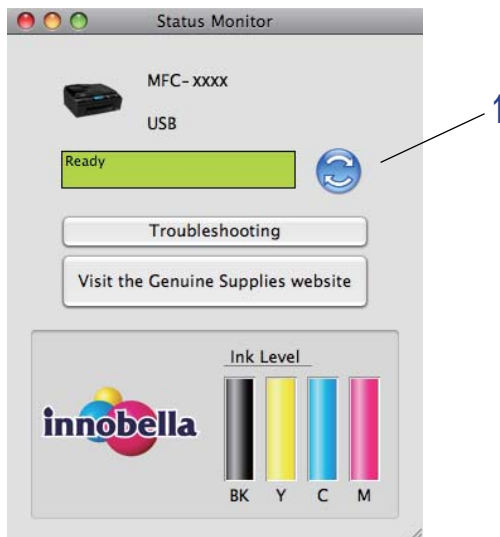 Status Monitor
MFC- xxxx
1
USB
Ready
Troubleshooting
Visit the Genuine Supplies website
Ink Level
innobella
BK Y C M